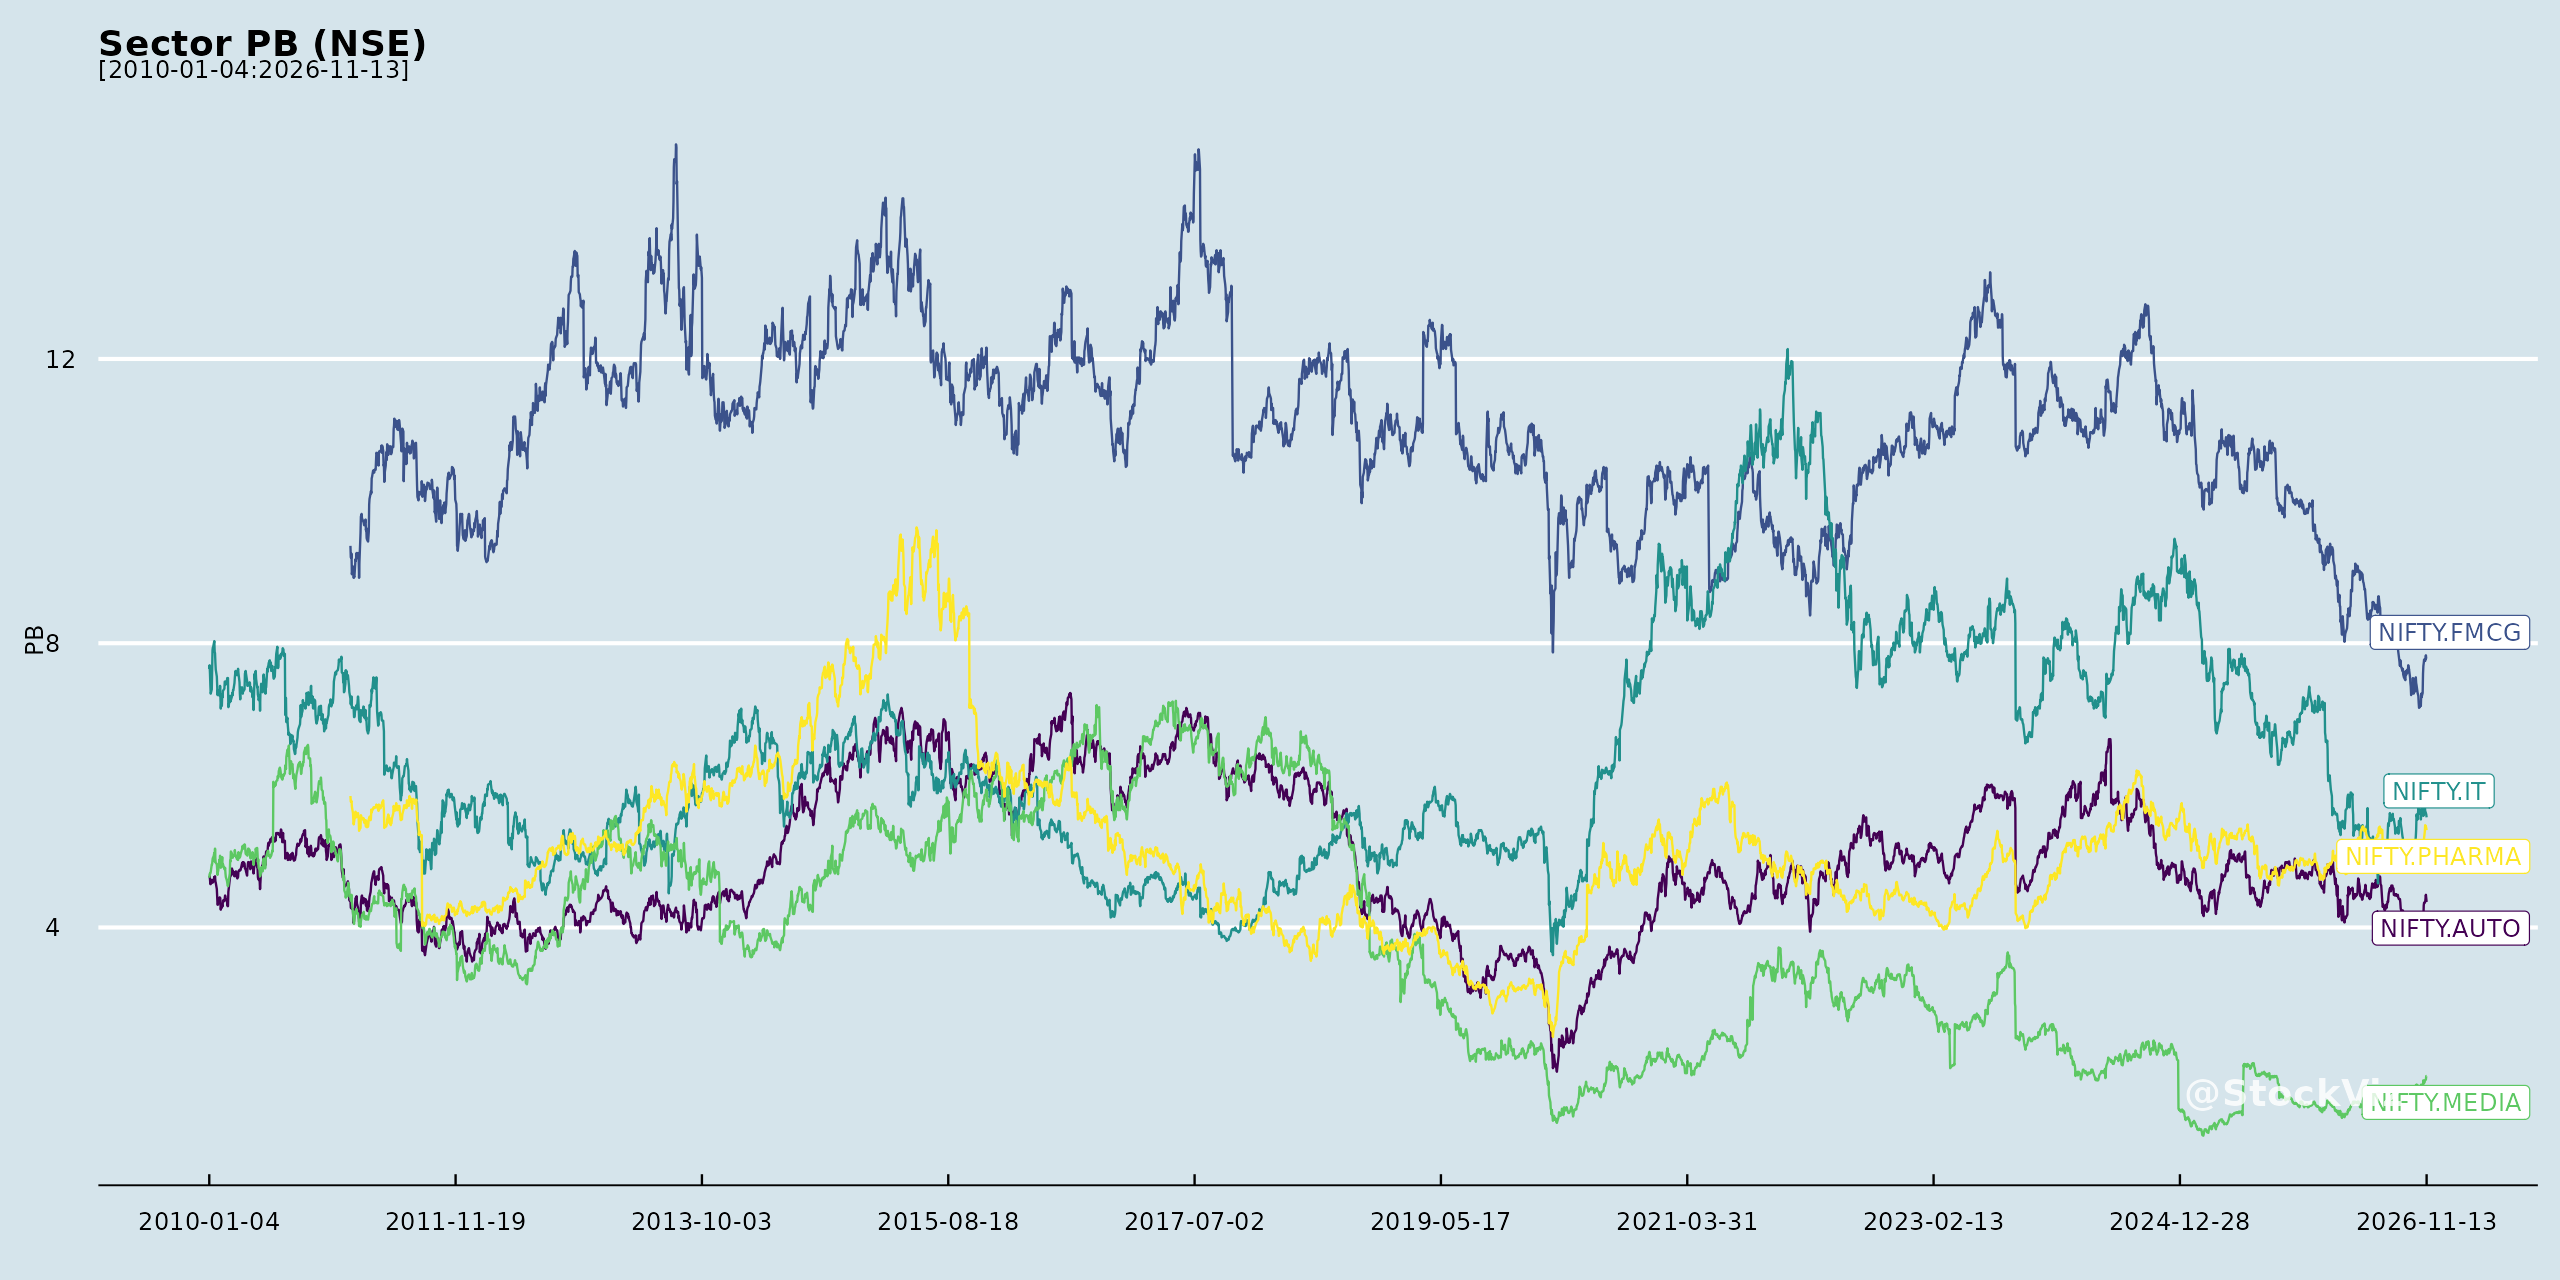 Sector PB (NSE)
[2010-01-04:2026-11-13]
12
NIFTY.FMCG
PB
8
NIFTY.IT
NIFTY.PHARMA
4
NIFTY.AUTO
@StockVi
NIFTY.MEDIA
2010-01-04 2011-11-19 2013-10-03 2015-08-18 2017-07-02 2019-05-17 2021-03-31 2023-02-13 2024-12-28 2026-11-13